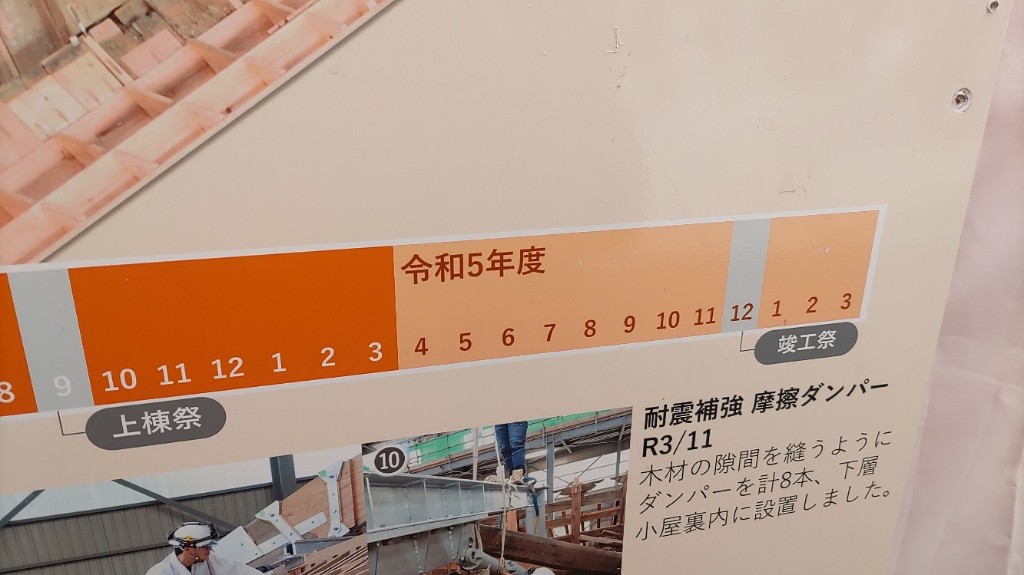 令和5年度
8 9 10 11 12 1 2 3 4 5 6 7 8 9 10 11 12 1 2 3
竣工祭
上棟祭
10
耐震補強 摩擦ダンパー
R3/11
木材の隙間を縫うように
ダンパーを計8本、下層
小屋裏内に設置しました。